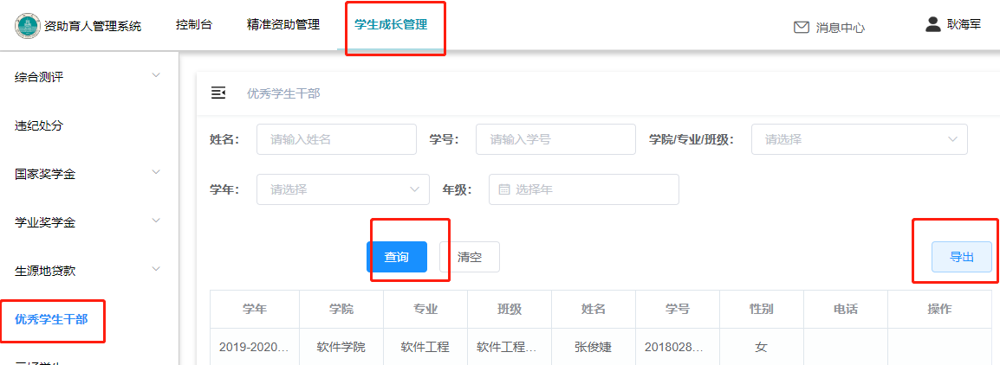 资助育人管理系统 控制台 精准资助管理 学生成长管理 消息中心 耿海军
综合测评
违纪处分
国家奖学金
学业奖学金
生源地贷款
优秀学生干部
优秀学生干部
姓名： 请输入姓名 学号： 请输入学号 学院/专业/班级： 请选择
学年： 请选择 年级： 选择年
查询 清空 导出
学年 学院 专业 班级 姓名 学号 性别 电话 操作
2019-2020... 软件学院 软件工程 软件工程... 张俊婕 2018028... 女